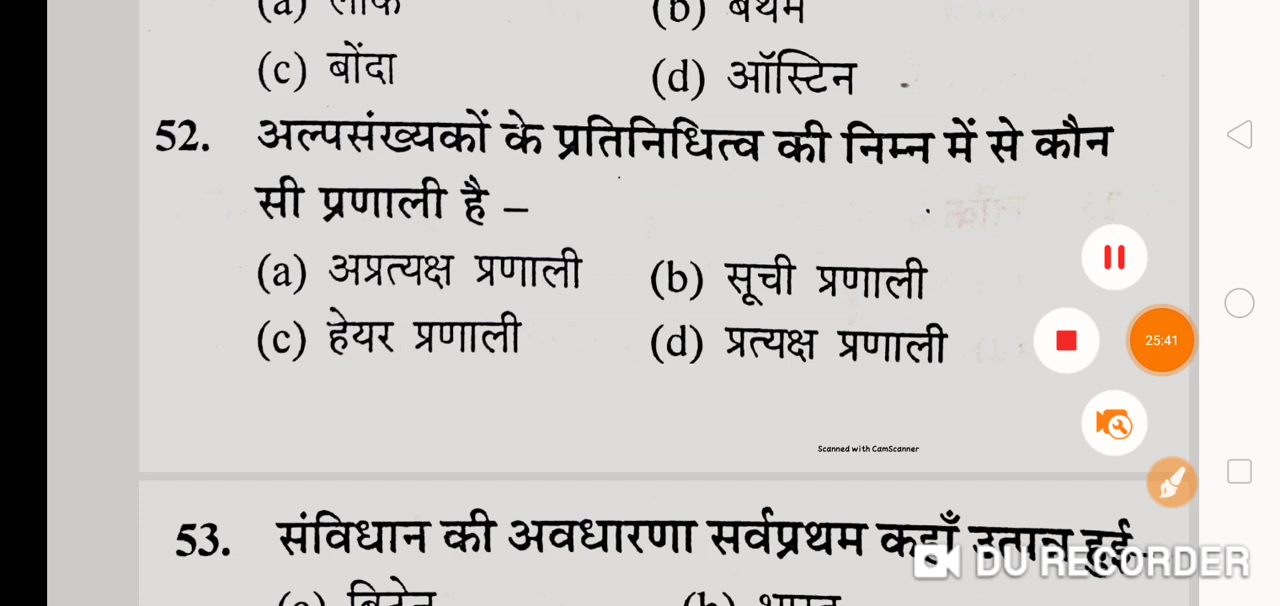 (c) बोंदा (d) ऑस्टिन
52. अल्पसंख्यकों के प्रतिनिधित्व की निम्न में से कौन
सी प्रणाली है –
(a) अप्रत्यक्ष प्रणाली (b) सूची प्रणाली
(c) हेयर प्रणाली (d) प्रत्यक्ष प्रणाली
25:41
Scanned with CamScanner
53. संविधान की अवधारणा सर्वप्रथम कहाँ हुई
DU RECORDER